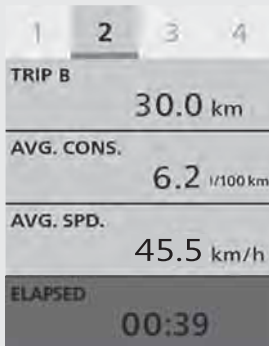 1 2 3 4
TRIP B
30.0 km
AVG. CONS.
6.2 l/100 km
AVG. SPD.
45.5 km/h
ELAPSED
00:39